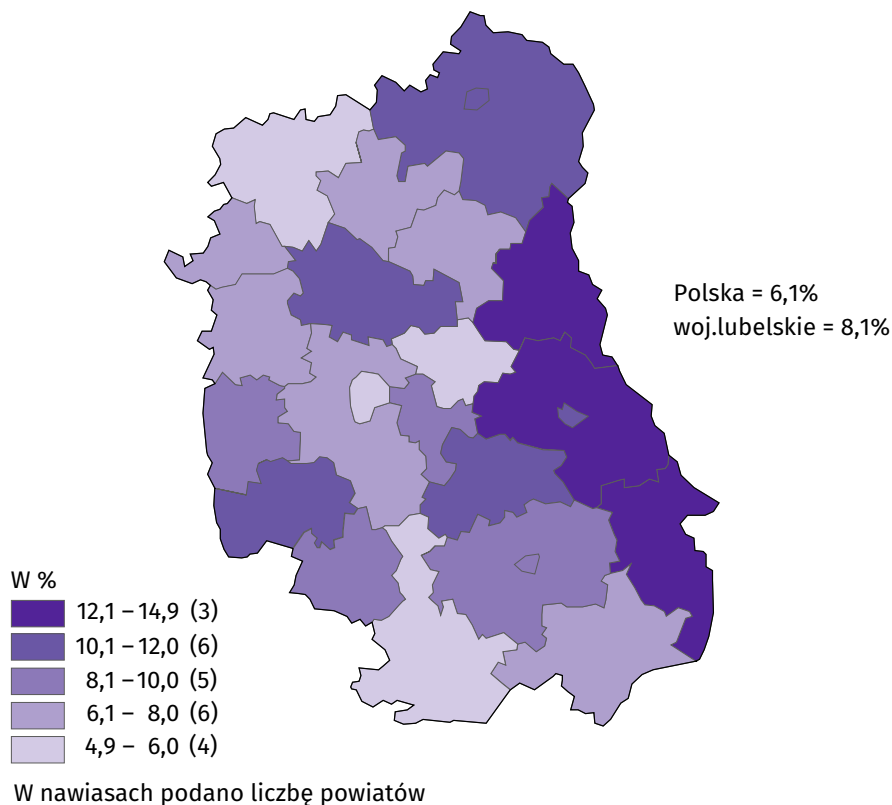 Polska = 6,1%
woj.lubelskie = 8,1%
W %
12,1 – 14,9 (3)
10,1 – 12,0 (6)
8,1 – 10,0 (5)
6,1 – 8,0 (6)
4,9 – 6,0 (4)
W nawiasach podano liczbę powiatów